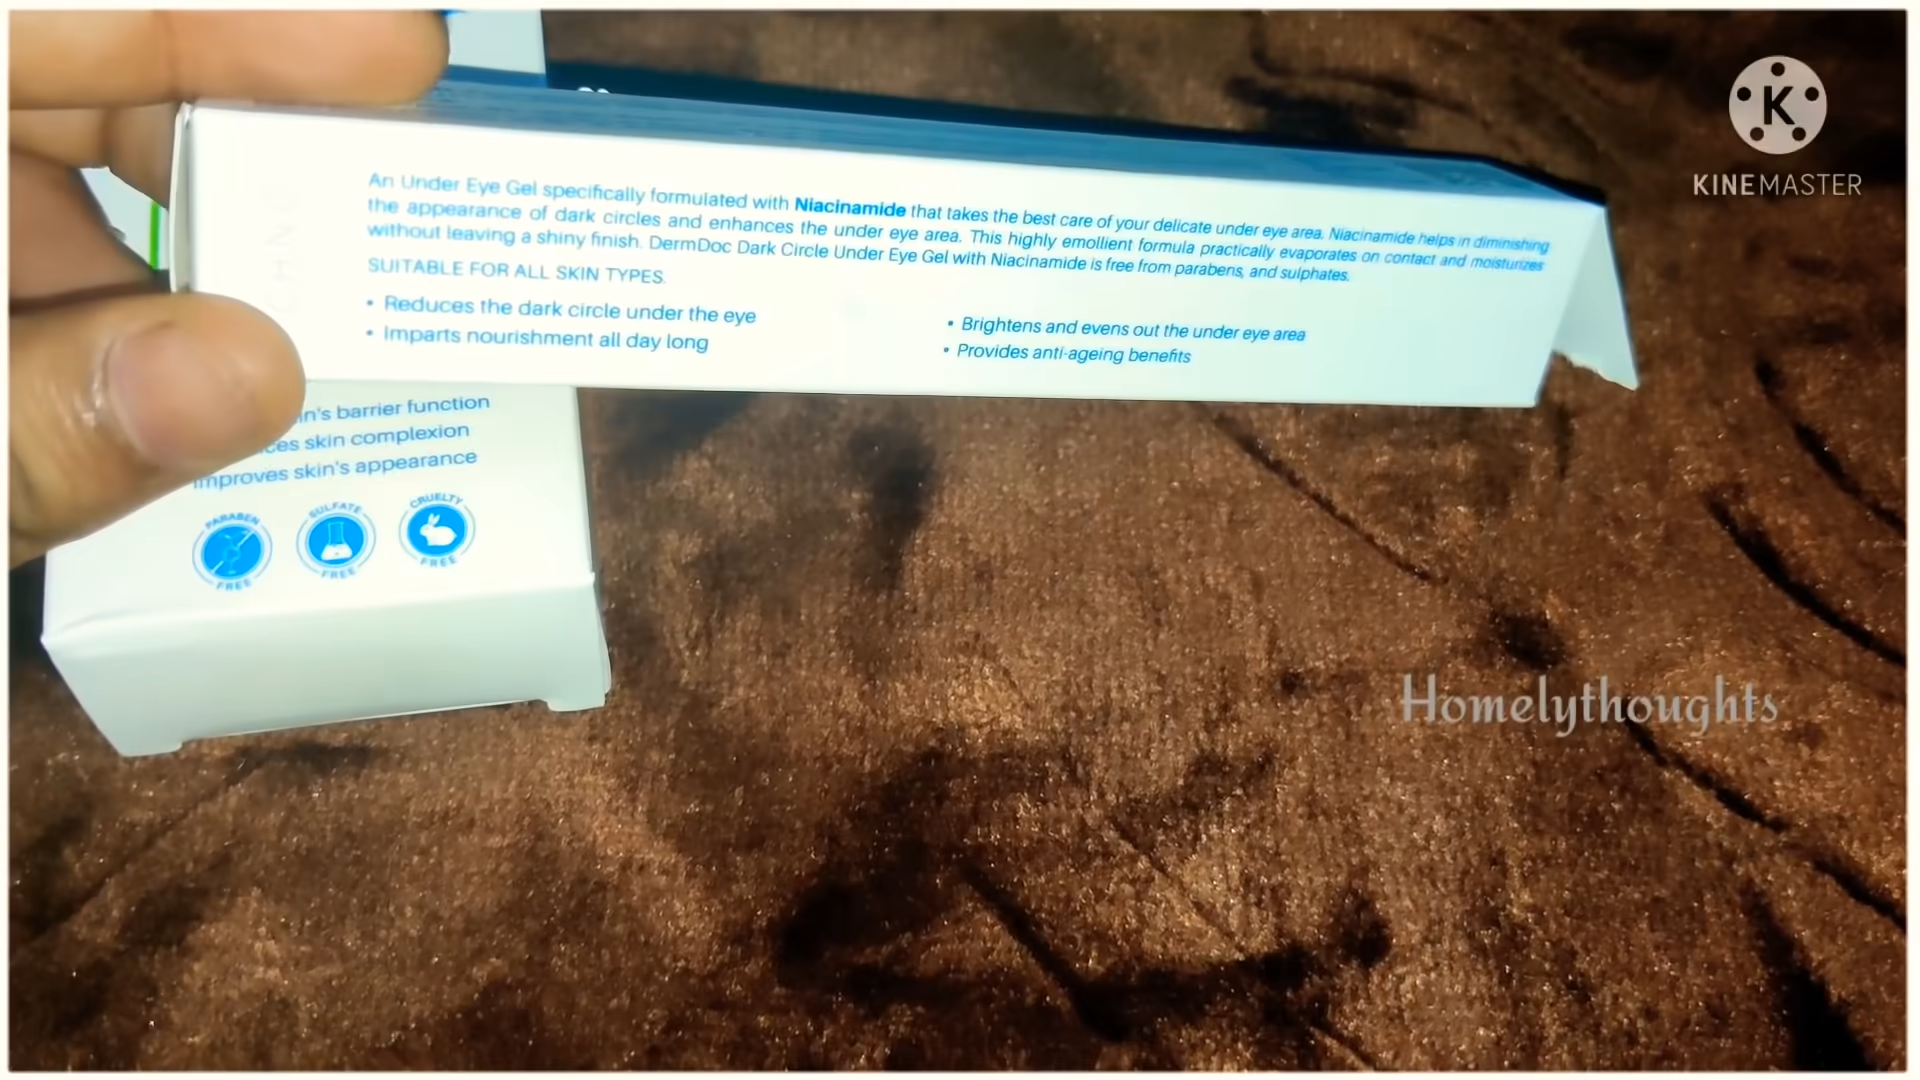 K
KINEMASTER
An Under Eye Gel specifically formulated with Niacinamide that takes the best care of your delicate under eye area. Niacinamide helps in diminishing
the appearance of dark circles and enhances the under eye area. This highly emollient formula practically evaporates on contact and moisturizes
without leaving a shiny finish. DermDoc Dark Circle Under Eye Gel with Niacinamide is free from parabens, and sulphates.
SUITABLE FOR ALL SKIN TYPES.
• Reduces the dark circle under the eye
• Imparts nourishment all day long
• Brightens and evens out the under eye area
• Provides anti-ageing benefits
barrier function
skin complexion
improves skin's appearance
PARABEN FREE
SULFATE FREE
CRUELTY FREE
Homelythoughts